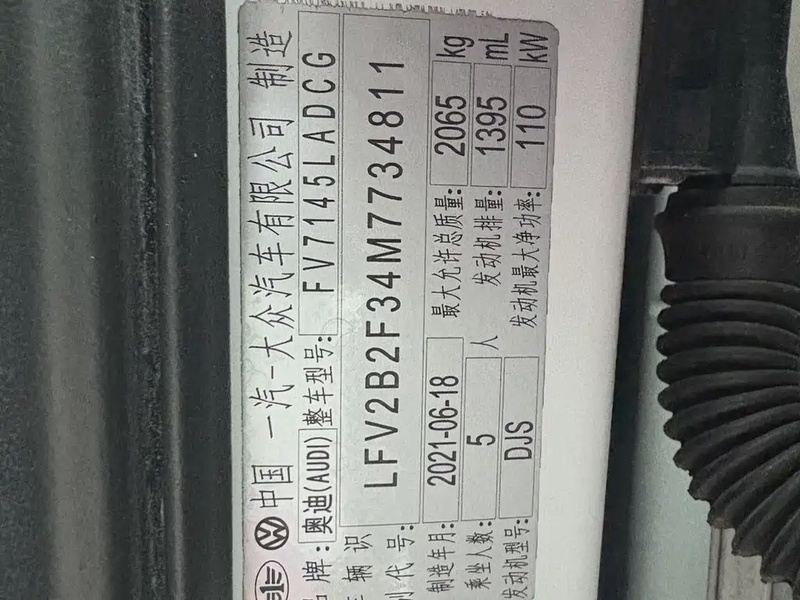 中国 一汽-大众汽车有限公司 制造
品牌: 奥迪(AUDI) 整车型号: FV7145LADCG
车辆识别代号: LFV2B2F34M7734811
制造年月: 2021-06-18 最大允许总质量: 2065 kg
乘坐人数: 5 人 发动机排量: 1395 mL
发动机型号: DJS 发动机最大净功率: 110 kW